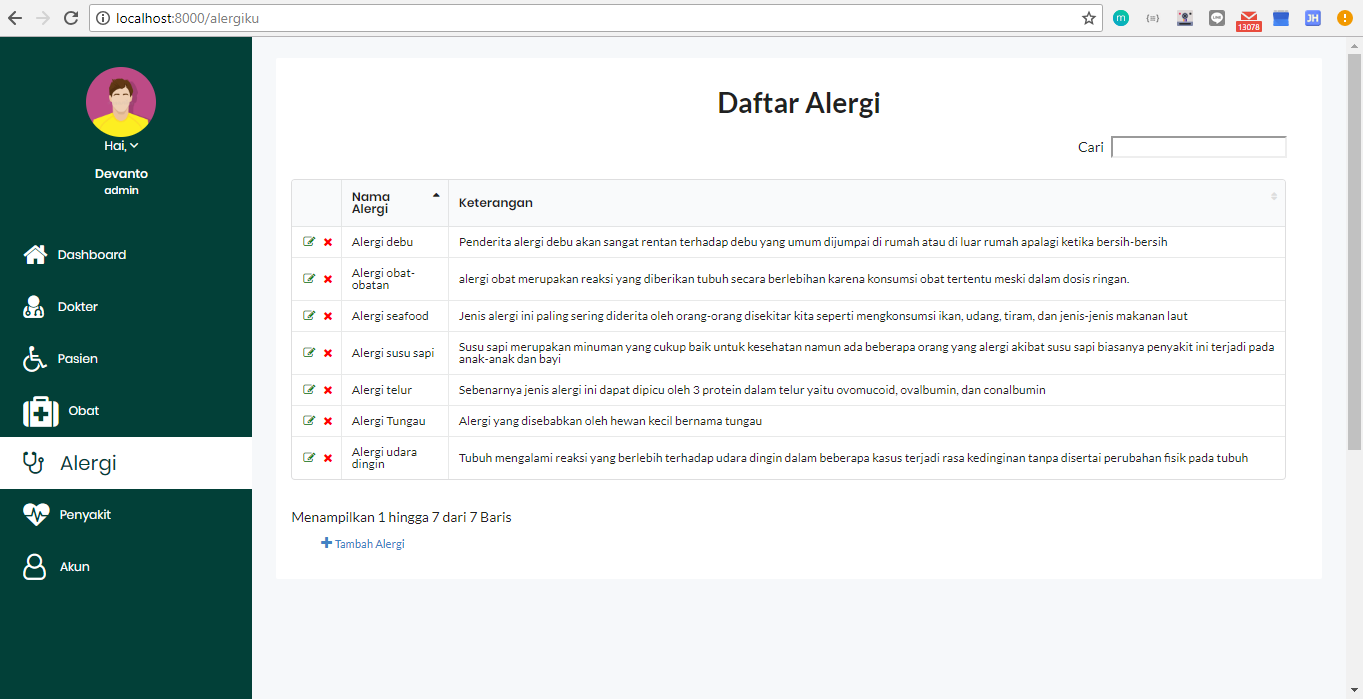 localhost:8000/alergiku
m
{≡}
LINE
13078
JH
Hai,
Devanto
admin
Dashboard
Dokter
Pasien
Obat
Alergi
Penyakit
Akun
Daftar Alergi
Cari
Nama Alergi Keterangan
Alergi debu Penderita alergi debu akan sangat rentan terhadap debu yang umum dijumpai di rumah atau di luar rumah apalagi ketika bersih-bersih
Alergi obat-
obatan
alergi obat merupakan reaksi yang diberikan tubuh secara berlebihan karena konsumsi obat tertentu meski dalam dosis ringan.
Alergi seafood Jenis alergi ini paling sering diderita oleh orang-orang disekitar kita seperti mengkonsumsi ikan, udang, tiram, dan jenis-jenis makanan laut
Alergi susu sapi
Susu sapi merupakan minuman yang cukup baik untuk kesehatan namun ada beberapa orang yang alergi akibat susu sapi biasanya penyakit ini terjadi pada
anak-anak dan bayi
Alergi telur Sebenarnya jenis alergi ini dapat dipicu oleh 3 protein dalam telur yaitu ovomucoid, ovalbumin, dan conalbumin
Alergi Tungau Alergi yang disebabkan oleh hewan kecil bernama tungau
Alergi udara
dingin
Tubuh mengalami reaksi yang berlebih terhadap udara dingin dalam beberapa kasus terjadi rasa kedinginan tanpa disertai perubahan fisik pada tubuh
Menampilkan 1 hingga 7 dari 7 Baris
Tambah Alergi